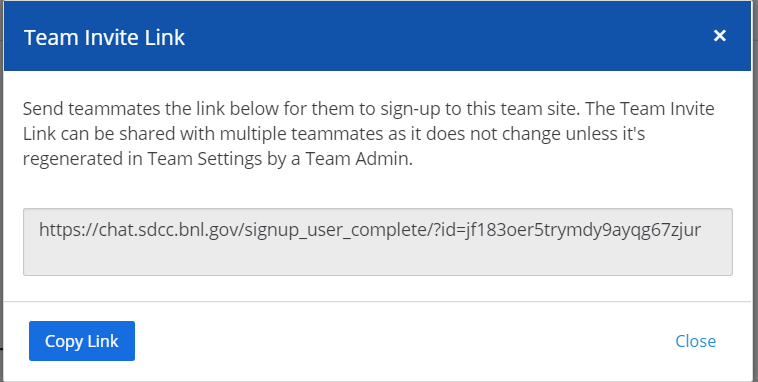 Team Invite Link
×
Send teammates the link below for them to sign-up to this team site. The Team Invite
Link can be shared with multiple teammates as it does not change unless it's
regenerated in Team Settings by a Team Admin.
https://chat.sdcc.bnl.gov/signup_user_complete/?id=jf183oer5trymdy9ayqg67zjur
Copy Link
Close